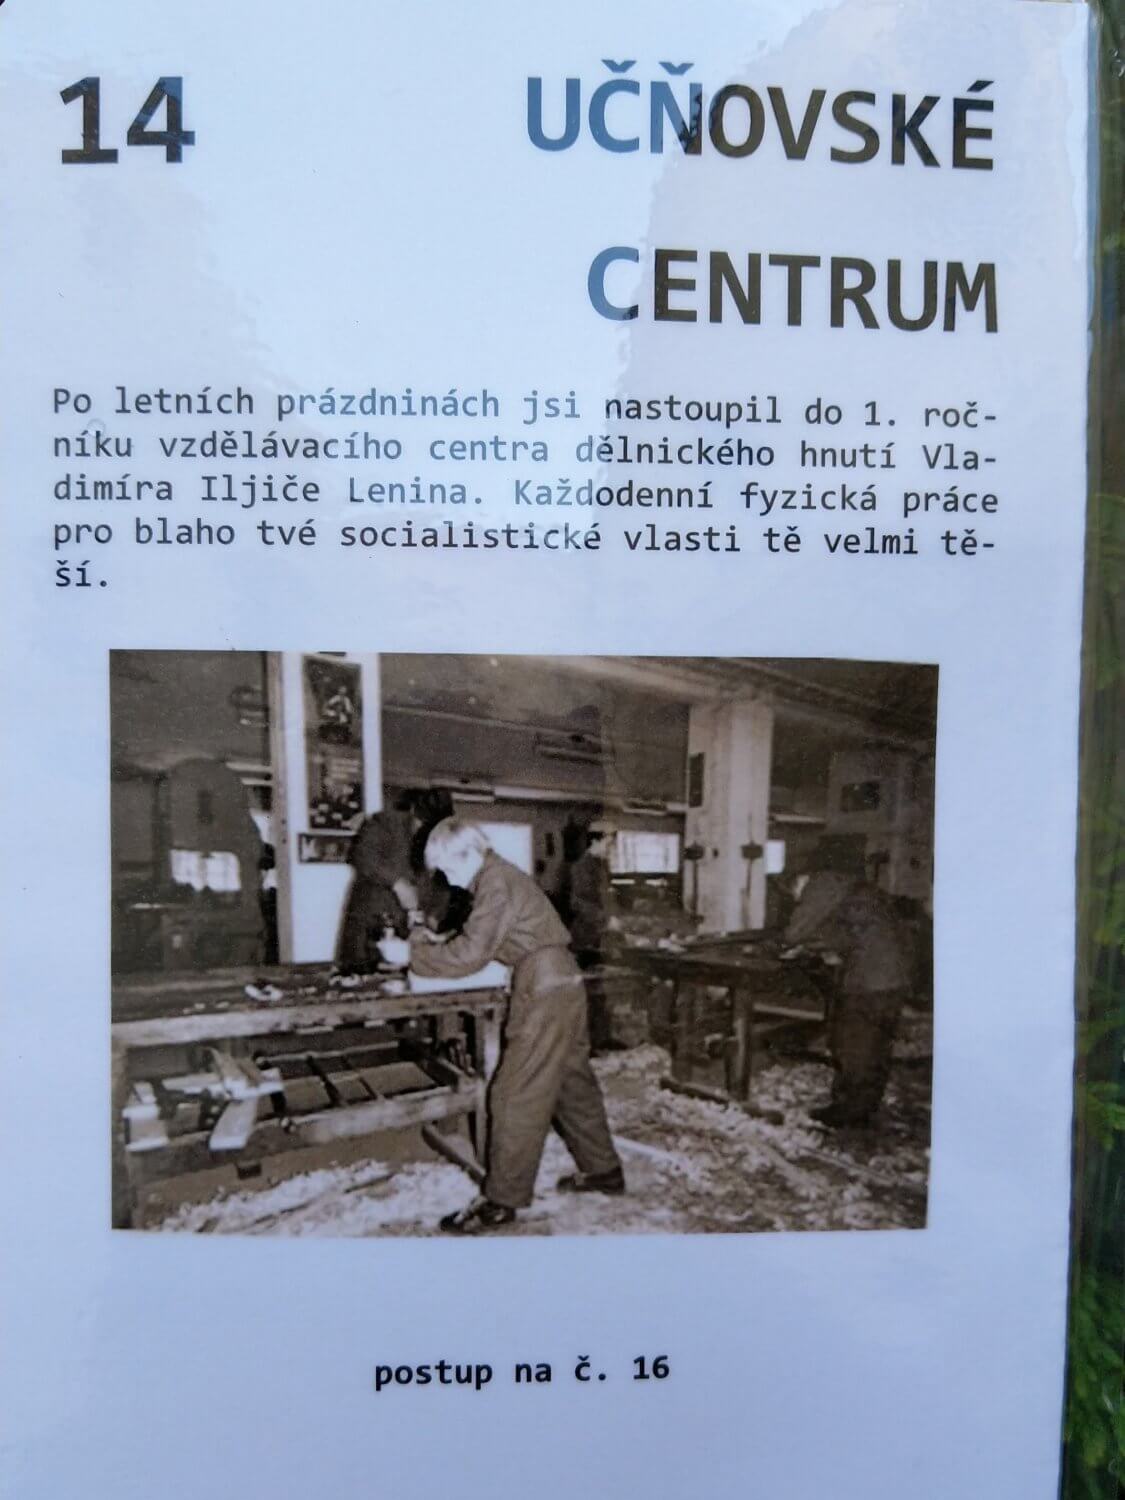 14
UČŇOVSKÉ
CENTRUM
Po letních prázdninách jsi nastoupil do 1. roč-
níku vzdělávacího centra dělnického hnutí Vla-
dimíra Iljiče Lenina. Každodenní fyzická práce
pro blaho tvé socialistické vlasti tě velmi tě-
ší.
postup na č. 16